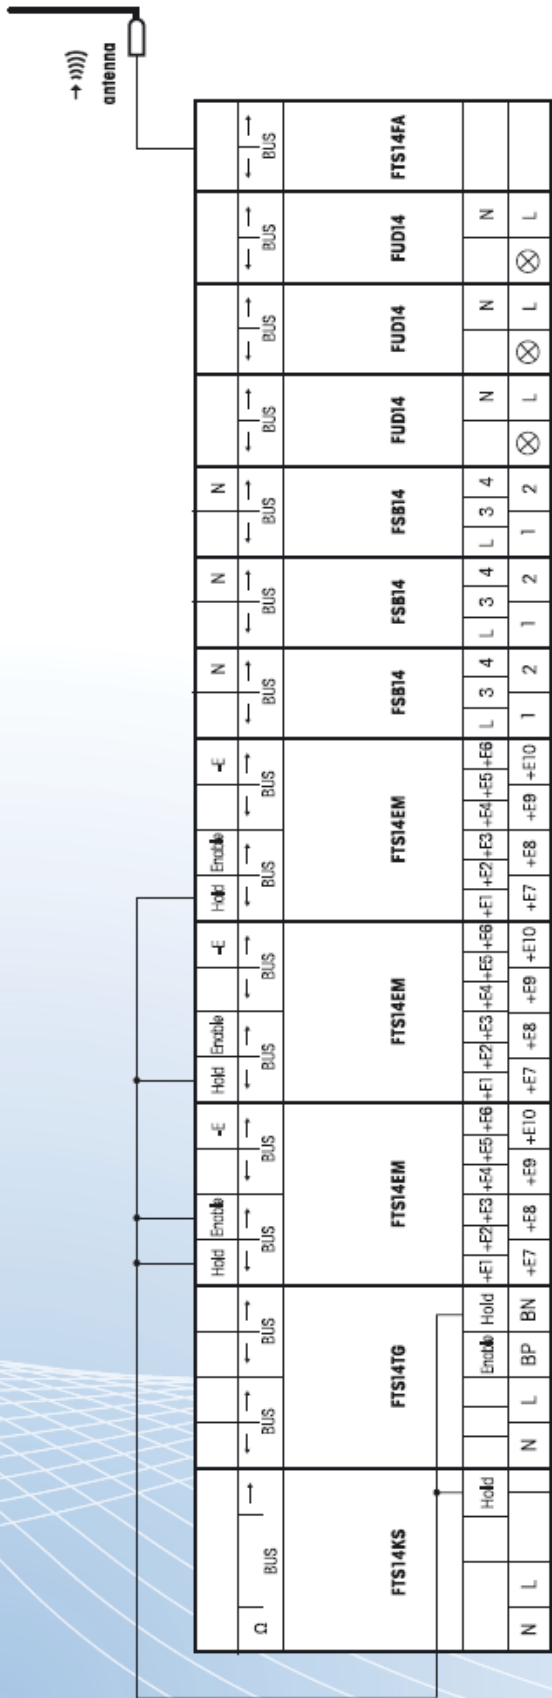 antenna
Hold Enable -E Hold Enable -E Hold Enable -E N N N
Ω BUS BUS BUS BUS BUS BUS BUS BUS BUS BUS BUS BUS BUS BUS BUS BUS
FTS14KS FTS14TG FTS14EM FTS14EM FTS14EM FSB14 FSB14 FSB14 FUD14 FUD14 FUD14 FTS14FA
Hold Enable Hold +E1 +E2 +E3 +E4 +E5 +E6 +E1 +E2 +E3 +E4 +E5 +E6 +E1 +E2 +E3 +E4 +E5 +E6 L 3 4 L 3 4 L 3 4 N N N
N L N L BP BN +E7 +E8 +E9 +E10 +E7 +E8 +E9 +E10 +E7 +E8 +E9 +E10 1 2 1 2 1 2 L L L